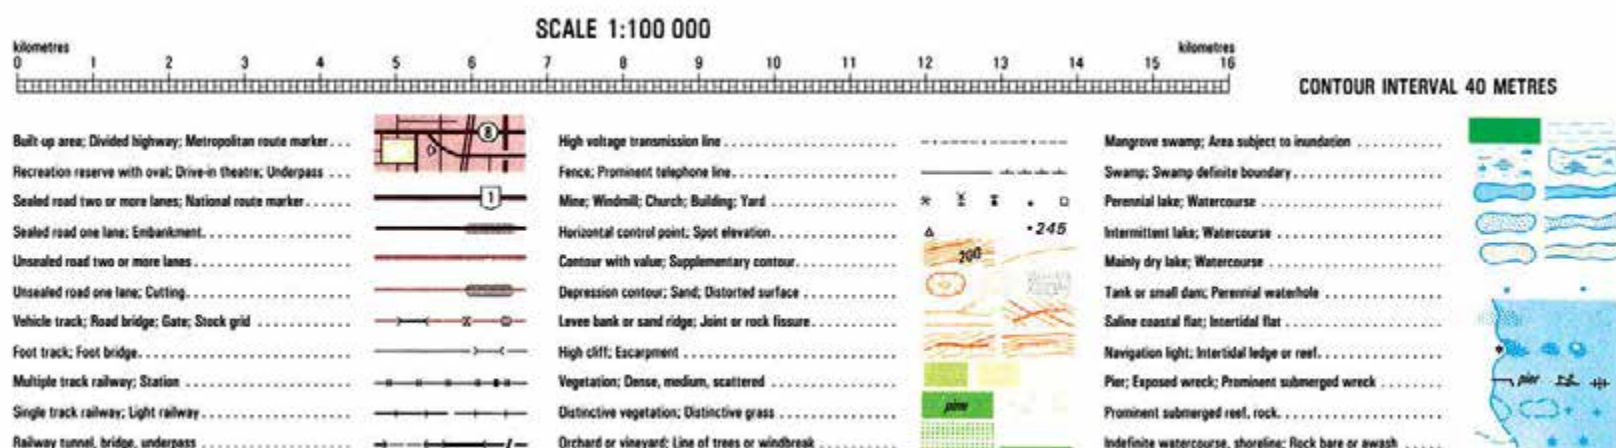 SCALE 1:100 000
kilometres kilometres
0 1 2 3 4 5 6 7 8 9 10 11 12 13 14 15 16
CONTOUR INTERVAL 40 METRES
Built up area; Divided highway; Metropolitan route marker
8
Recreation reserve with oval; Drive-in theatre; Underpass
Sealed road two or more lanes; National route marker
1
Sealed road one lane; Embankment
Unsealed road two or more lanes
Unsealed road one lane; Cutting
Vehicle track; Road bridge; Gate; Stock grid
Foot track; Foot bridge
Multiple track railway; Station
Single track railway; Light railway
Railway tunnel, bridge, underpass
High voltage transmission line
Fence; Prominent telephone line
Mine; Windmill; Church; Building; Yard
Horizontal control point; Spot elevation
245
Contour with value; Supplementary contour
200
Depression contour; Sand; Distorted surface
Levee bank or sand ridge; Joint or rock fissure
High cliff; Escarpment
Vegetation; Dense, medium, scattered
Distinctive vegetation; Distinctive grass
pine
Orchard or vineyard; Line of trees or windbreak
Mangrove swamp; Area subject to inundation
Swamp; Swamp definite boundary
Perennial lake; Watercourse
Intermittent lake; Watercourse
Mainly dry lake; Watercourse
Tank or small dam; Perennial waterhole
Saline coastal flat; Intertidal flat
Navigation light; Intertidal ledge or reef
Pier; Exposed wreck; Prominent submerged wreck
pier
Prominent submerged reef, rock
Indefinite watercourse, shoreline; Rock bare or awash